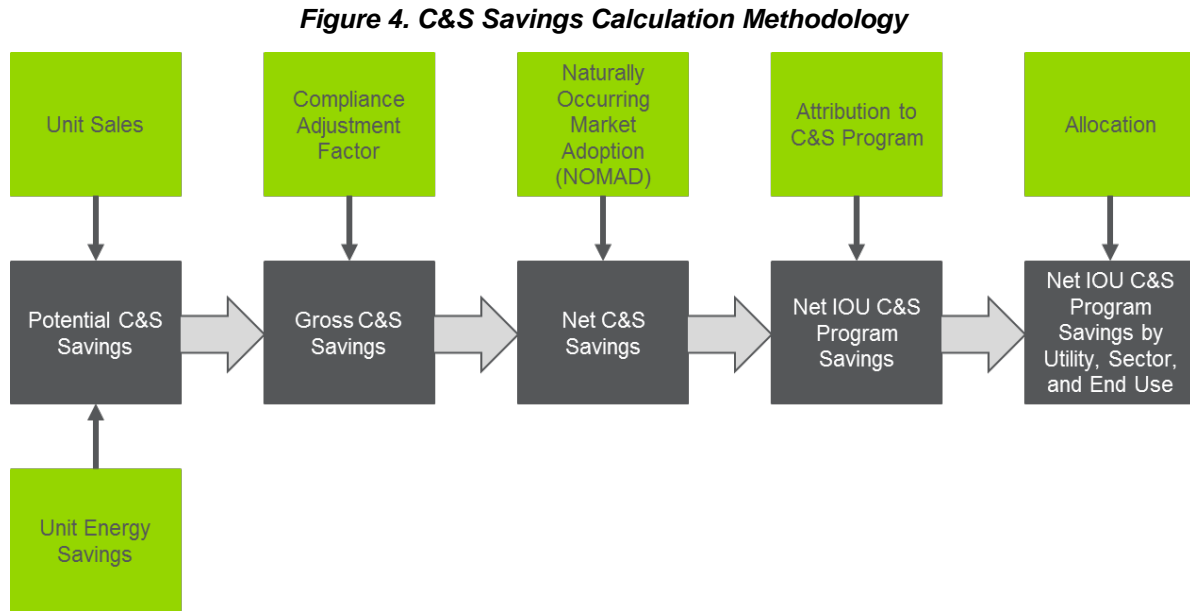 Figure 4. C&S Savings Calculation Methodology
Unit Sales
Compliance
Adjustment
Factor
Naturally
Occurring
Market
Adoption
(NOMAD)
Attribution to
C&S Program
Allocation
Potential C&S
Savings
Gross C&S
Savings
Net C&S
Savings
Net IOU C&S
Program
Savings
Net IOU C&S
Program
Savings by
Utility, Sector,
and End Use
Unit Energy
Savings